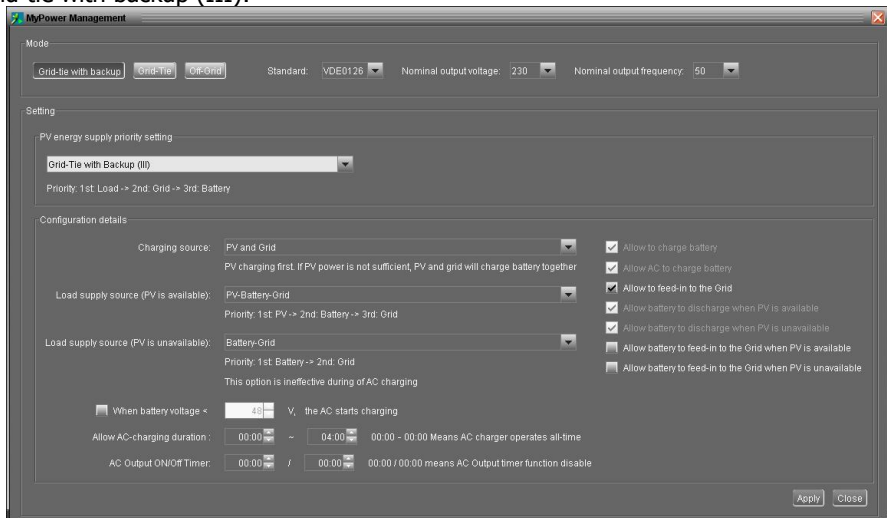 MyPower Management
Mode
Grid-tie with backup Grid-Tie Off-Grid Standard: VDE0126 Nominal output voltage: 230 Nominal output frequency: 50
Setting
PV energy supply priority setting
Grid-Tie with Backup (III)
Priority: 1st: Load -> 2nd: Grid -> 3rd: Battery
Configuration details
Charging source: PV and Grid
PV charging first. If PV power is not sufficient, PV and grid will charge battery together
Load supply source (PV is available): PV-Battery-Grid
Priority: 1st: PV -> 2nd: Battery -> 3rd: Grid
Load supply source (PV is unavailable): Battery-Grid
Priority: 1st: Battery -> 2nd: Grid
This option is ineffective during of AC charging
Allow to charge battery
Allow AC to charge battery
Allow to feed-in to the Grid
Allow battery to discharge when PV is available
Allow battery to discharge when PV is unavailable
Allow battery to feed-in to the Grid when PV is available
Allow battery to feed-in to the Grid when PV is unavailable
When battery voltage < 48 V, the AC starts charging
Allow AC-charging duration : 00:00 ~ 04:00 00:00 - 00:00 Means AC charger operates all-time
AC Output ON/Off Timer: 00:00 / 00:00 00:00 / 00:00 means AC Output timer function disable
Apply Close